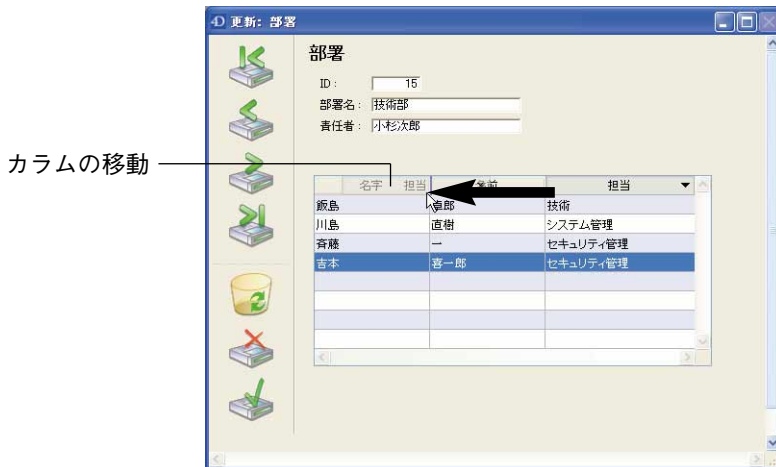 更新: 部署
部署
ID: 15
部署名: 技術部
責任者: 小杉次郎
カラムの移動
名字 担当 名前 担当
飯島 卓郎 技術
川島 直樹 システム管理
斉藤 一 セキュリティ管理
吉本 喜一郎 セキュリティ管理